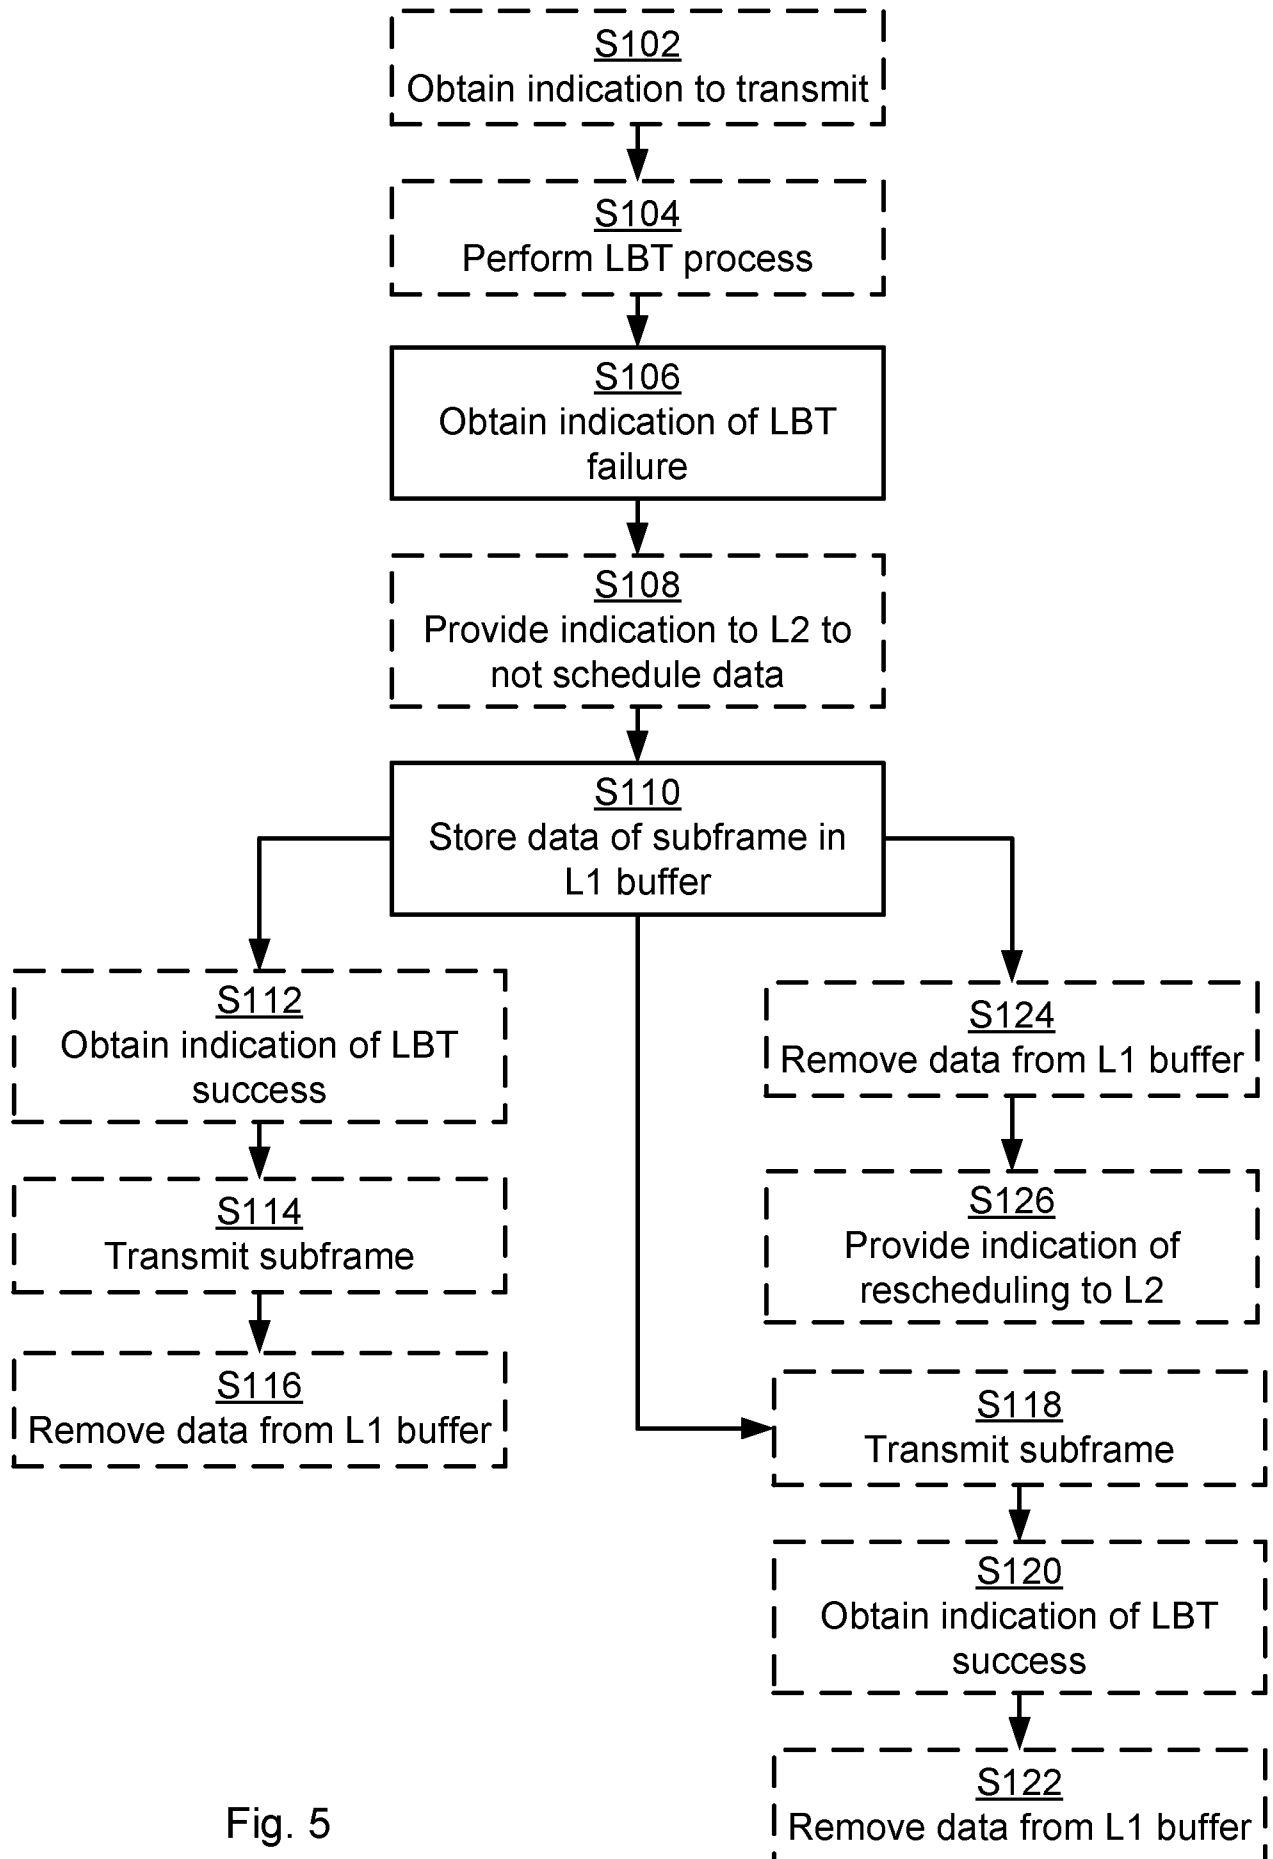 S102
Obtain indication to transmit
S104
Perform LBT process
S106
Obtain indication of LBT
failure
S108
Provide indication to L2 to
not schedule data
S110
Store data of subframe in
L1 buffer
S112
Obtain indication of LBT
success
S114
Transmit subframe
S116
Remove data from L1 buffer
S124
Remove data from L1 buffer
S126
Provide indication of
rescheduling to L2
S118
Transmit subframe
S120
Obtain indication of LBT
success
S122
Remove data from L1 buffer
Fig. 5